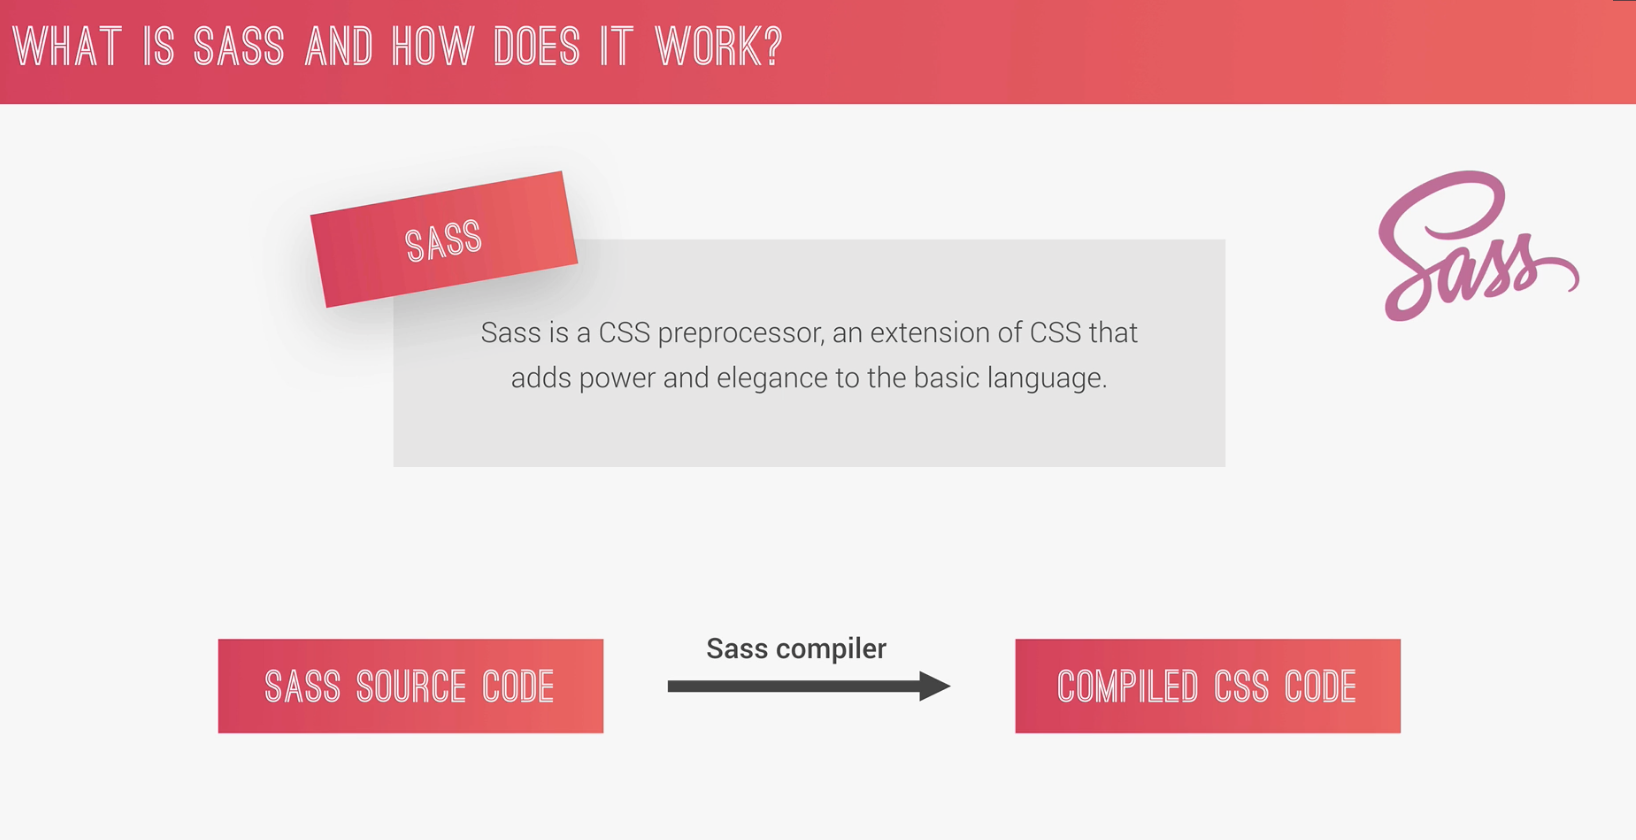 WHAT IS SASS AND HOW DOES IT WORK?
SASS
Sass
Sass is a CSS preprocessor, an extension of CSS that
adds power and elegance to the basic language.
Sass compiler
SASS SOURCE CODE
COMPILED CSS CODE